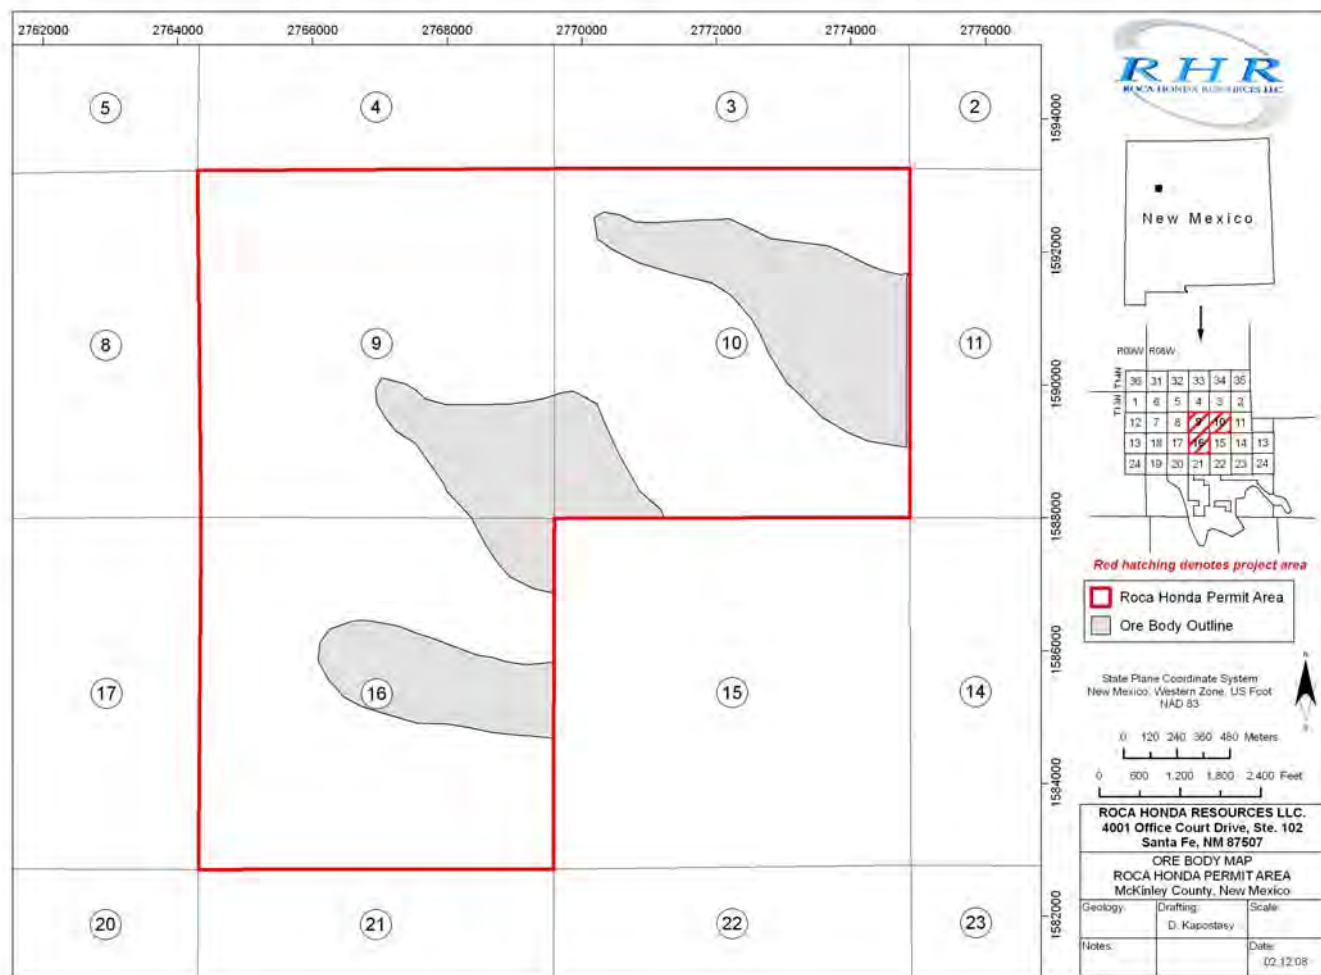 2762000 2764000 2766000 2768000 2770000 2772000 2774000 2776000
5 4 3 2
8 9 10 11
17 16 15 14
20 21 22 23
1594000
1592000
1590000
1588000
1586000
1584000
1582000
RHR
ROCA HONDA RESOURCES LLC
New Mexico
R09W R08W
T14N
T13N
36 31 32 33 34 35
1 6 5 4 3 2
12 7 8 9 10 11
13 18 17 16 15 14 13
24 19 20 21 22 23 24
Red hatching denotes project area
Roca Honda Permit Area
Ore Body Outline
State Plane Coordinate System
New Mexico, Western Zone, US Foot
NAD 83
N
S
0 120 240 360 480 Meters
0 600 1,200 1,800 2,400 Feet
ROCA HONDA RESOURCES LLC.
4001 Office Court Drive, Ste. 102
Santa Fe, NM 87507
ORE BODY MAP
ROCA HONDA PERMIT AREA
McKinley County, New Mexico
Geology: Drafting: Scale:
D. Kapostasy
Notes: Date:
02.12.08